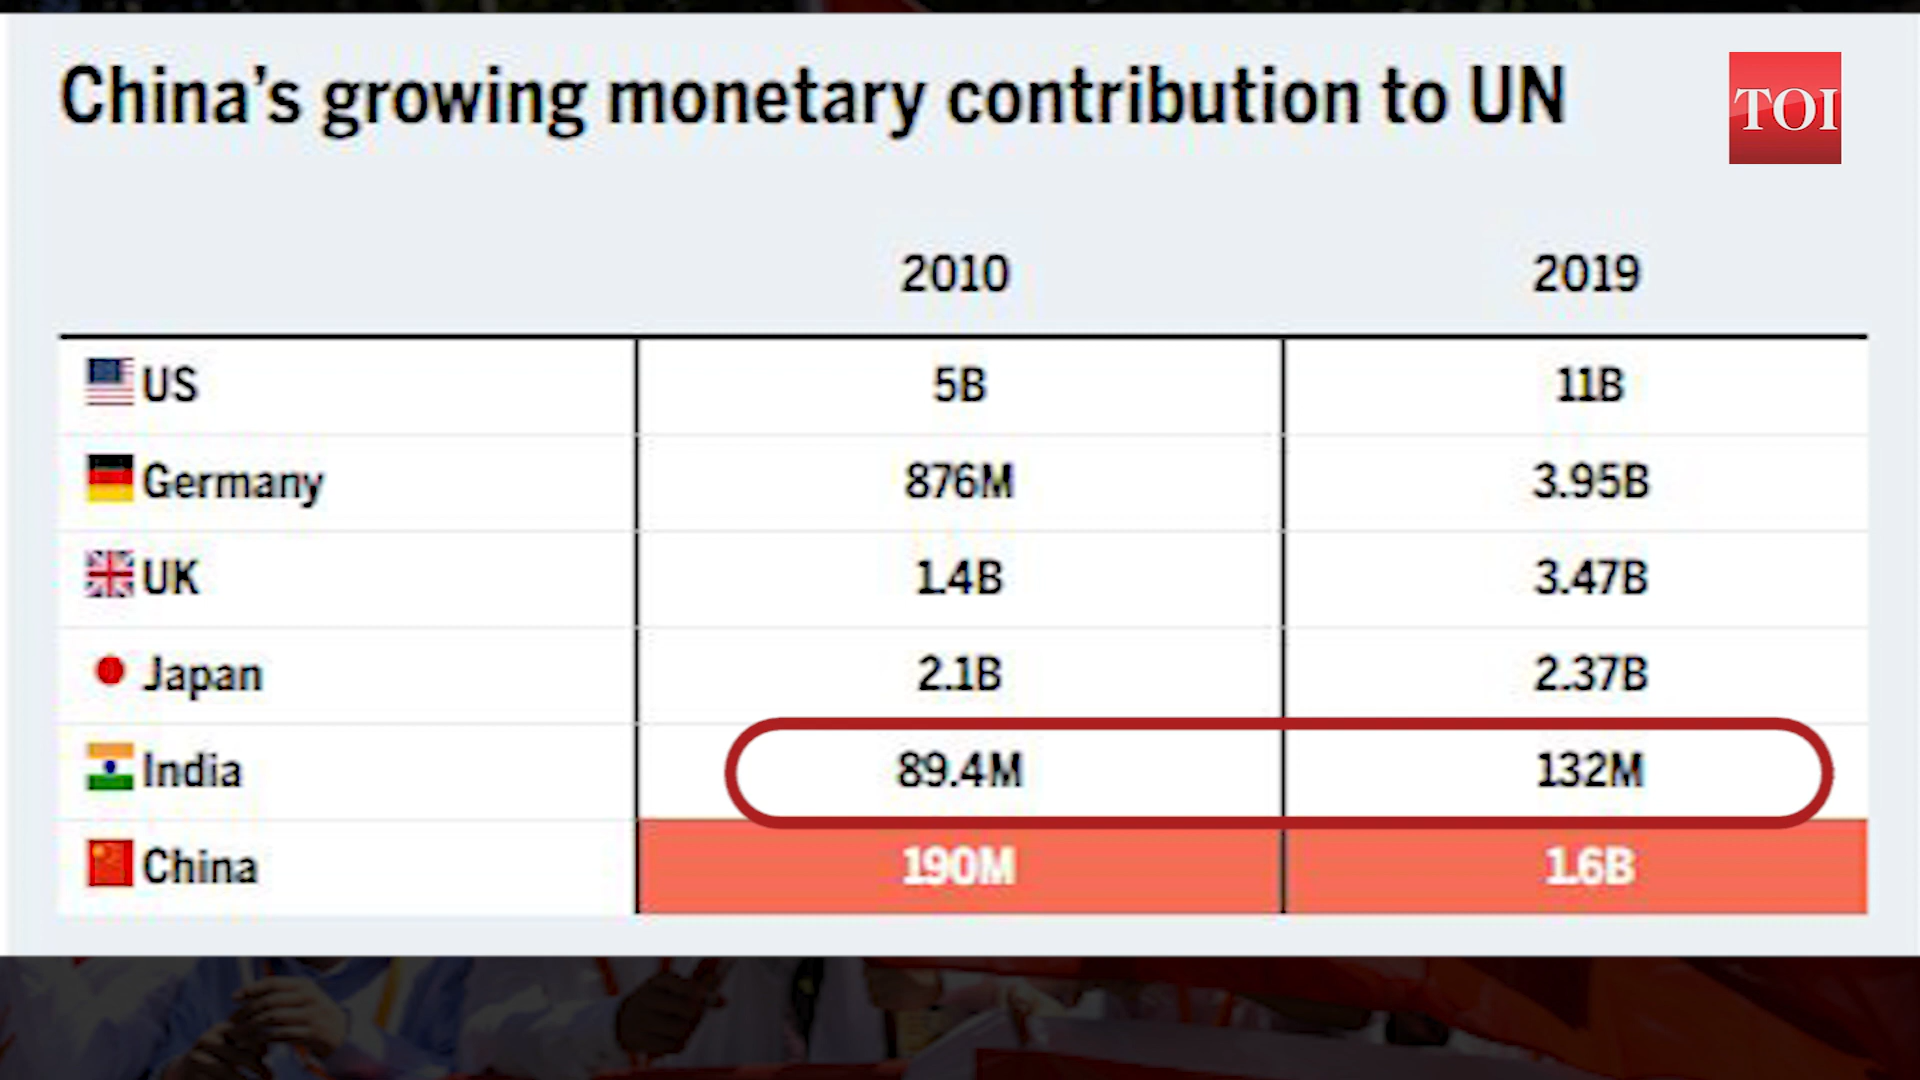 China's growing monetary contribution to UN
TOI
2010 2019
US 5B 11B
Germany 876M 3.95B
UK 1.4B 3.47B
Japan 2.1B 2.37B
India 89.4M 132M
China 190M 1.6B